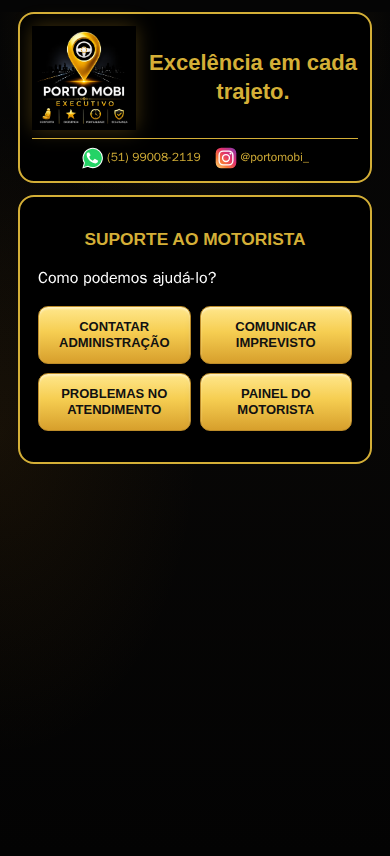 PORTO MOBI
EXECUTIVO
Excelência em cada
trajeto.
(51) 99008-2119
@portomobi_
SUPORTE AO MOTORISTA
Como podemos ajudá-lo?
CONTATAR
ADMINISTRAÇÃO
COMUNICAR
IMPREVISTO
PROBLEMAS NO
ATENDIMENTO
PAINEL DO
MOTORISTA